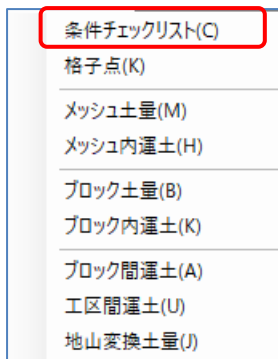 条件チェックリスト(C)
格子点(K)
メッシュ土量(M)
メッシュ内運土(H)
ブロック土量(B)
ブロック内運土(K)
ブロック間運土(A)
工区間運土(U)
地山変換土量(J)